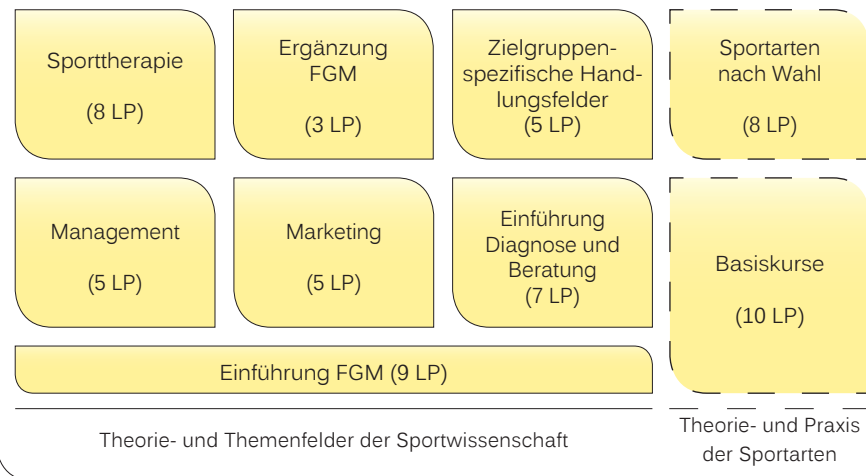 Sporttherapie
(8 LP)
Ergänzung
FGM
(3 LP)
Zielgruppen-
spezifische Hand-
lungsfelder
(5 LP)
Sportarten
nach Wahl
(8 LP)
Management
(5 LP)
Marketing
(5 LP)
Einführung
Diagnose und
Beratung
(7 LP)
Basiskurse
(10 LP)
Einführung FGM (9 LP)
Theorie- und Themenfelder der Sportwissenschaft
Theorie- und Praxis
der Sportarten